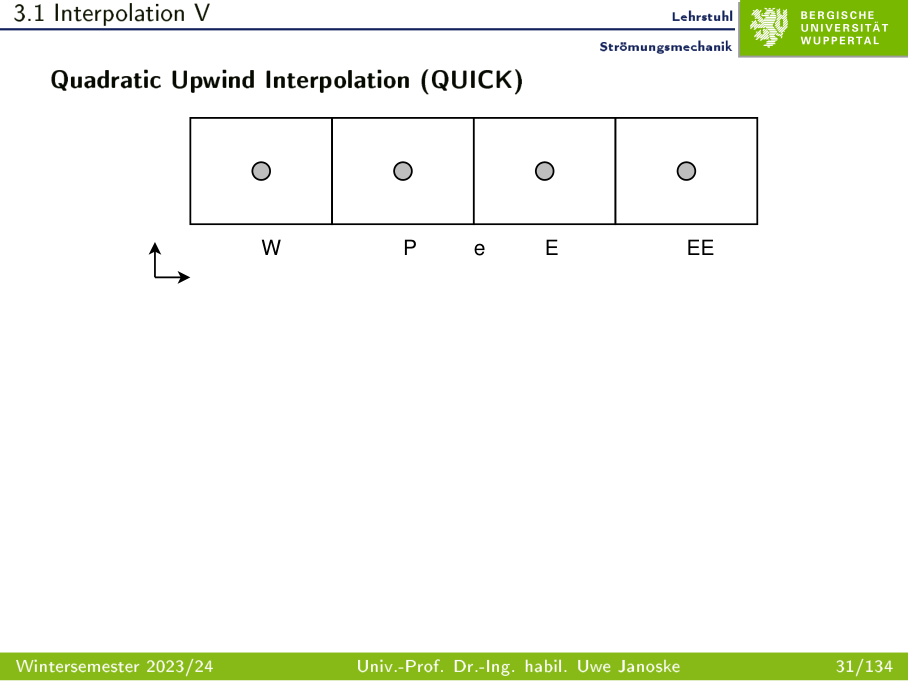 3.1 Interpolation V
Lehrstuhl
Strömungsmechanik
BERGISCHE
UNIVERSITÄT
WUPPERTAL
Quadratic Upwind Interpolation (QUICK)
W P e E EE
Wintersemester 2023/24 Univ.-Prof. Dr.-Ing. habil. Uwe Janoske 31/134